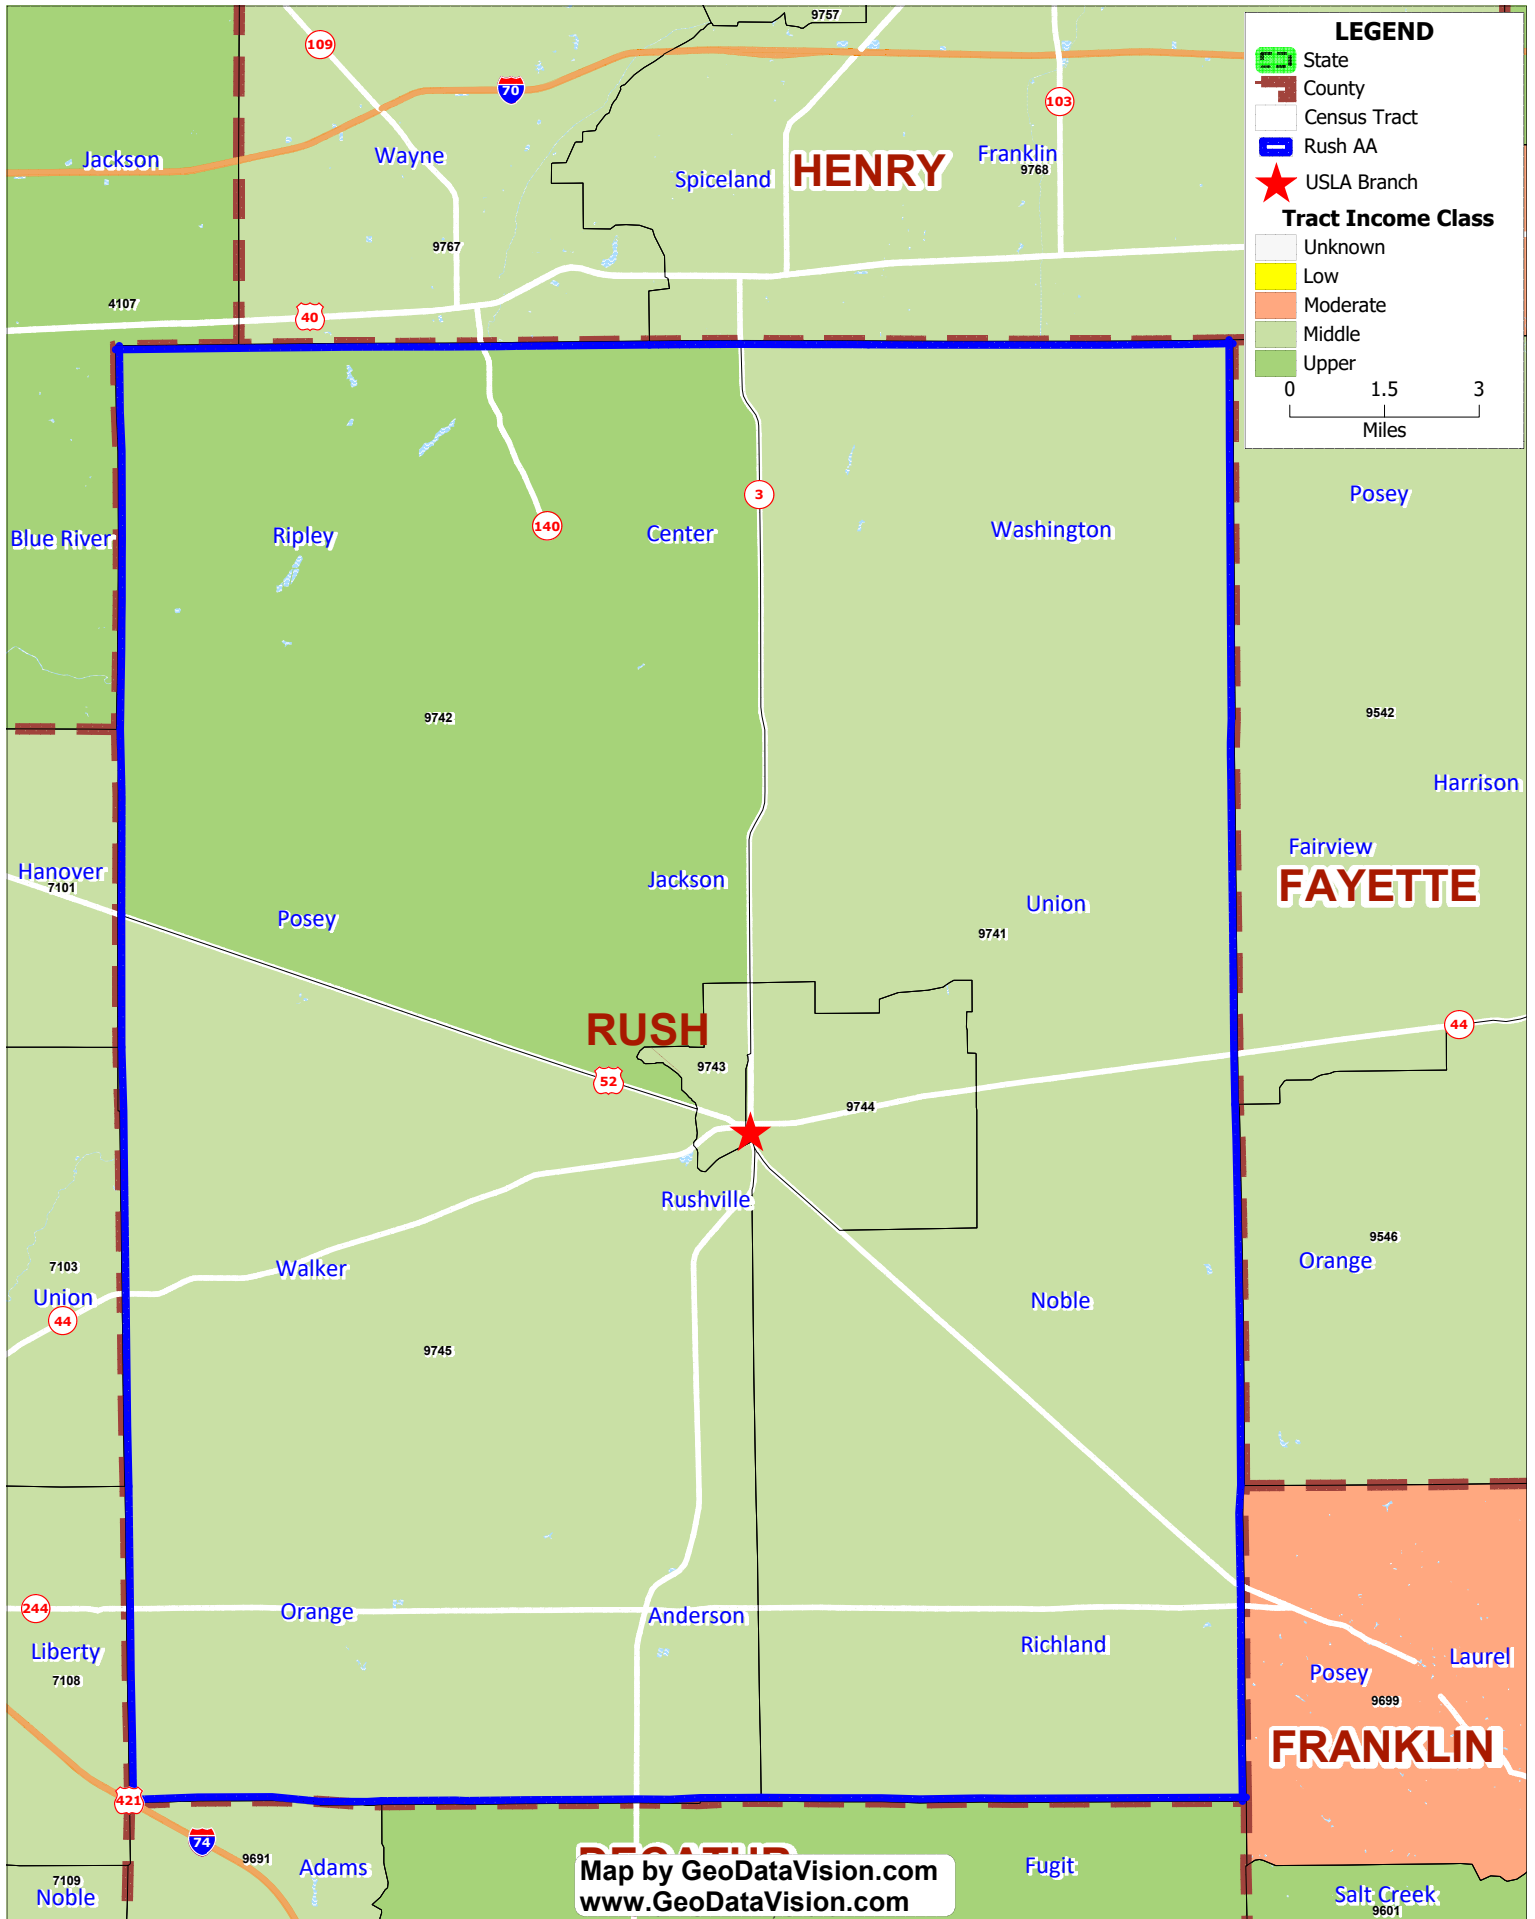 9757
LEGEND
State
County
Census Tract
Rush AA
USLA Branch
Tract Income Class
Unknown
Low
Moderate
Middle
Upper
0 1.5 3
Miles
109
70
103
Jackson
Wayne
Spiceland
HENRY
Franklin
9768
9767
4107
40
3
140
Blue River
Ripley
Center
Washington
Posey
9742
9542
Harrison
Fairview
FAYETTE
Hanover
7101
Jackson
Posey
Union
9741
RUSH
44
9743
52
9744
Rushville
9546
Orange
7103
Union
44
Walker
Noble
9745
244
Orange
Anderson
Richland
Liberty
7108
Laurel
Posey
9699
FRANKLIN
421
74
9691
Adams
DECATUR
Fugit
7109
Noble
Salt Creek
9601
Map by GeoDataVision.com
www.GeoDataVision.com